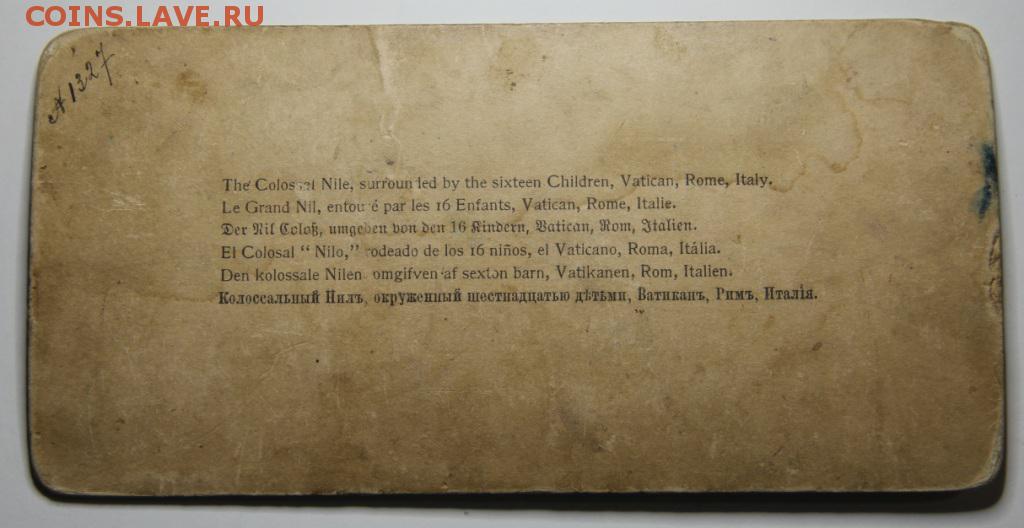 COINS.LAVE.RU
№ 1327
The Colossal Nile, surrounded by the sixteen Children, Vatican, Rome, Italy.
Le Grand Nil, entouré par les 16 Enfants, Vatican, Rome, Italie.
Der Nil Coloß, umgeben von den 16 Kindern, Vatican, Rom, Italien.
El Colosal “ Nilo,” rodeado de los 16 niños, el Vaticano, Roma, Itália.
Den kolossale Nilen omgifven af sexton barn, Vatikanen, Rom, Italien.
Колоссальный Нилъ, окруженный шестнадцатью дѣтьми, Ватиканъ, Римъ, Италія.